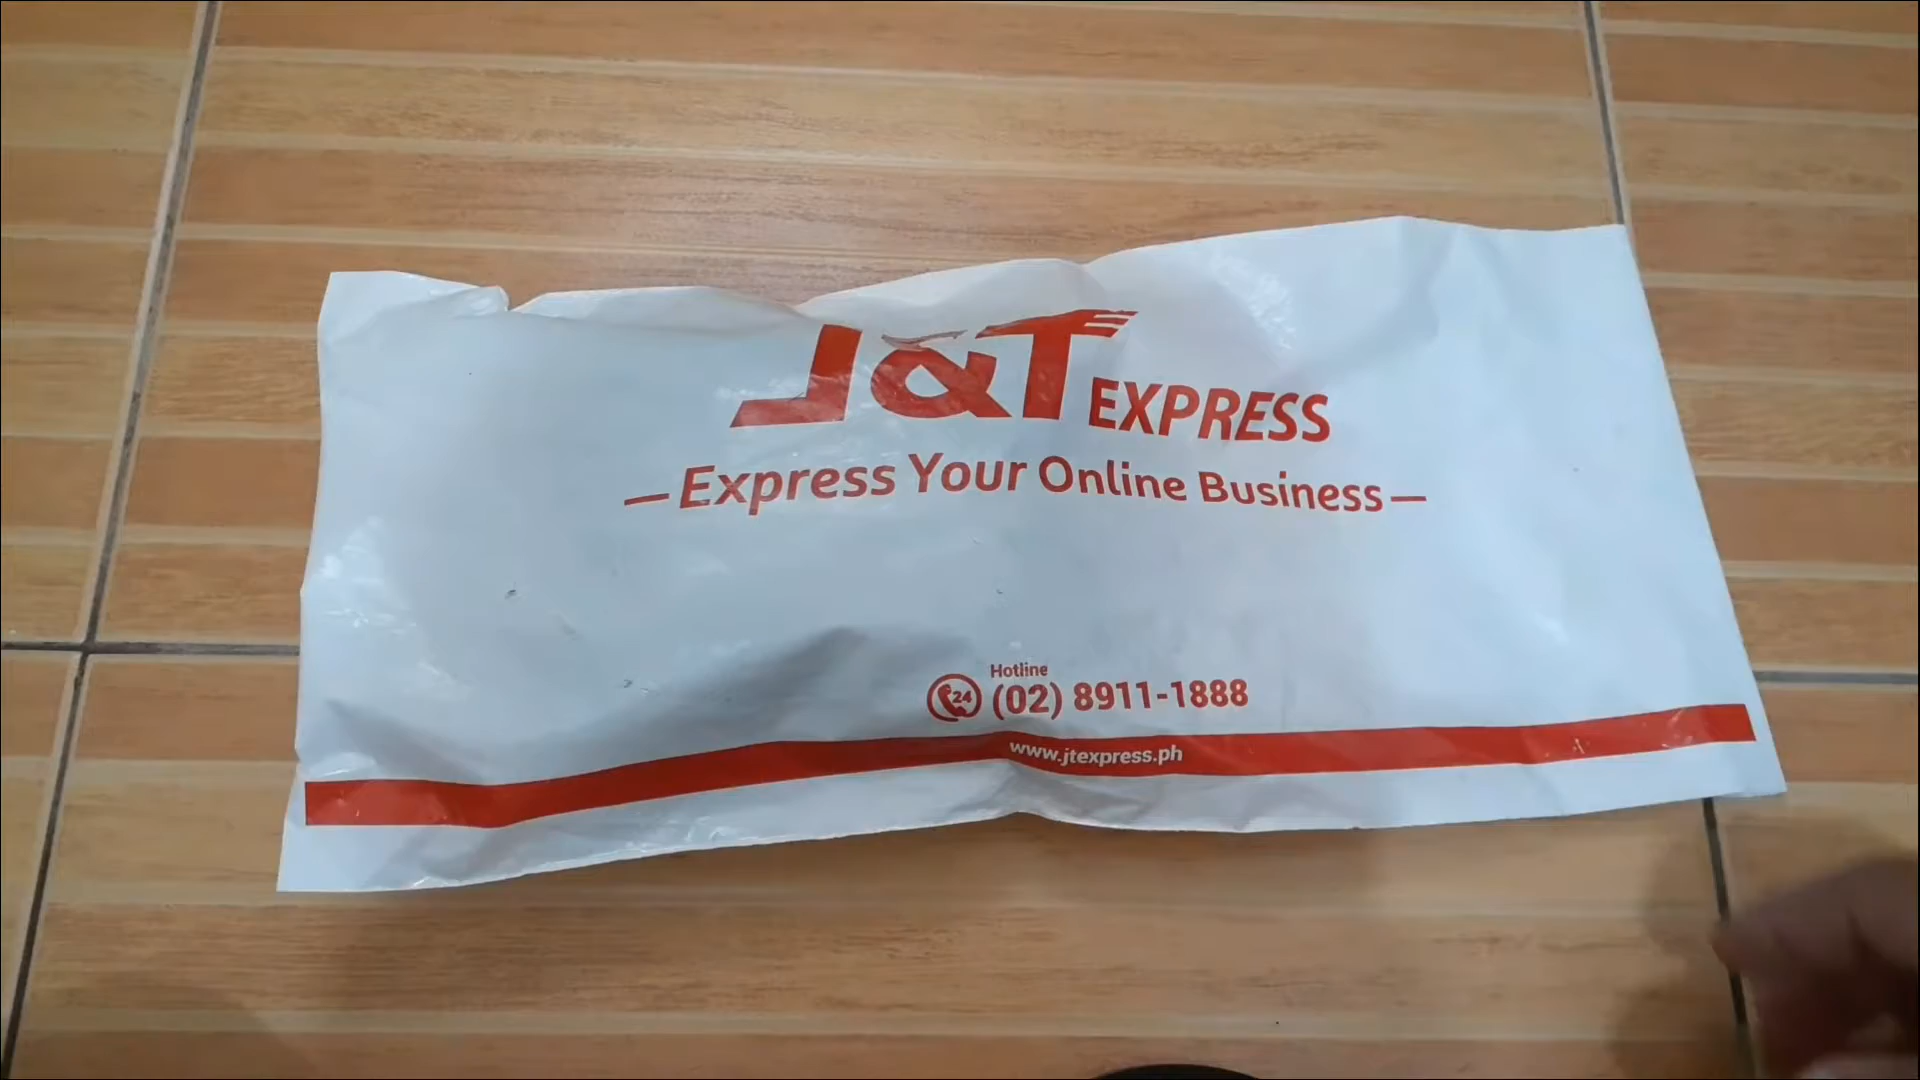 J&T EXPRESS
—Express Your Online Business—
Hotline
24 (02) 8911-1888
www.jtexpress.ph